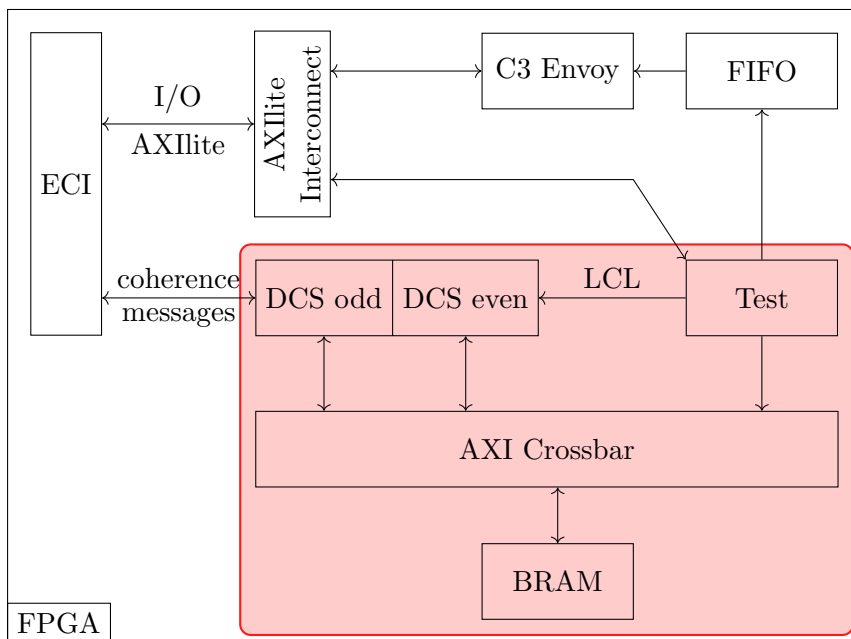 I/O
AXIlite
ECI
AXIlite
Interconnect
C3 Envoy
FIFO
coherence
messages
DCS odd
DCS even
LCL
Test
AXI Crossbar
BRAM
FPGA